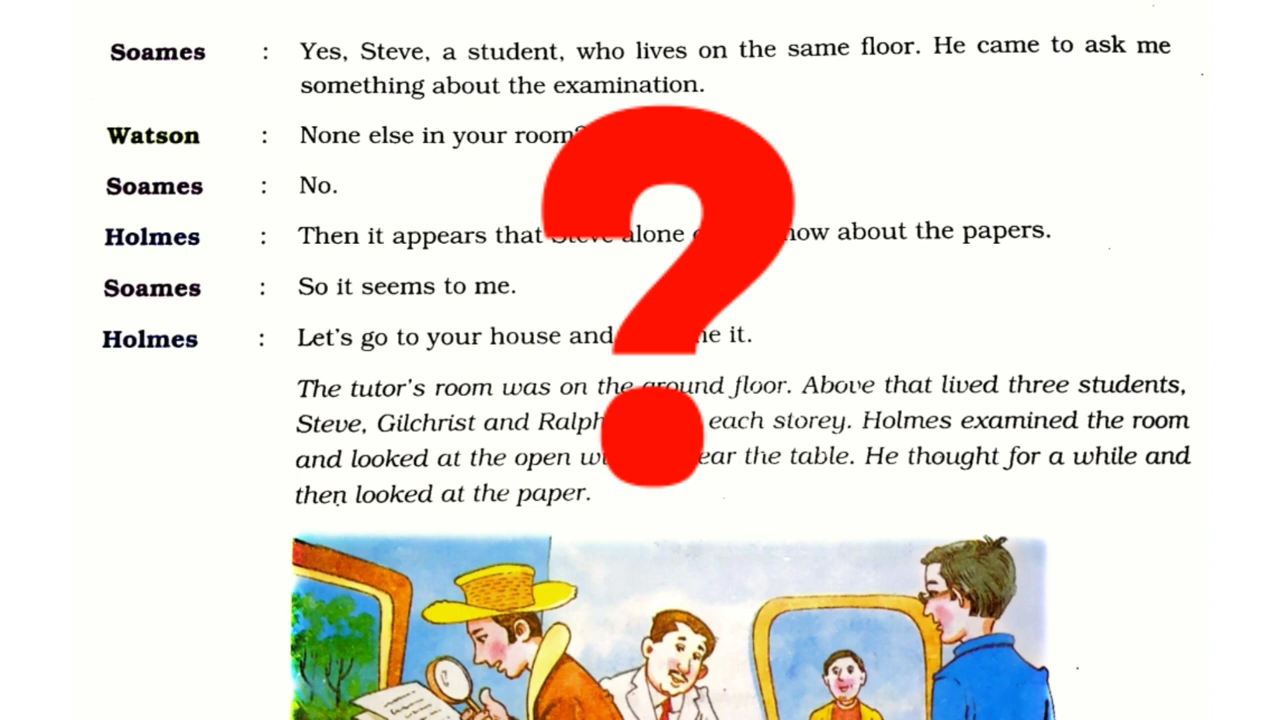 Soames : Yes, Steve, a student, who lives on the same floor. He came to ask me
something about the examination.
Watson : None else in your room?
Soames : No.
Holmes : Then it appears that Steve alone about the papers.
Soames : So it seems to me.
Holmes : Let's go to your house and it.
The tutor's room was on the ground floor. Above that lived three students,
Steve, Gilchrist and Ralph each storey. Holmes examined the room
and looked at the open near the table. He thought for a while and
then looked at the paper.
?